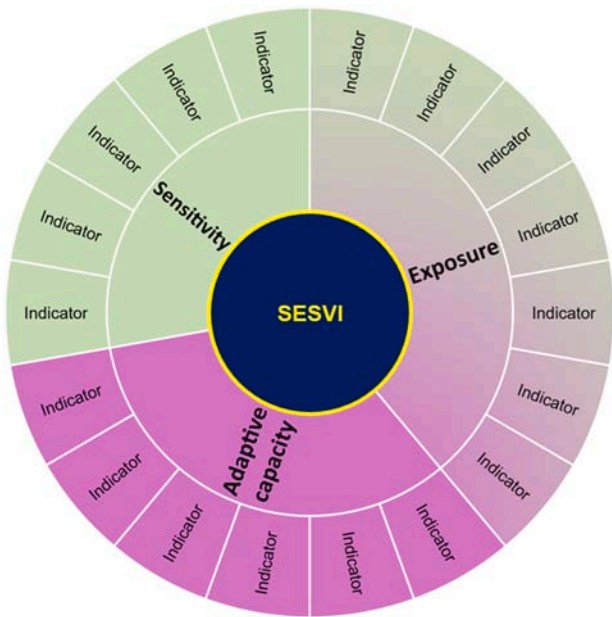 SESVI
Sensitivity
Indicator
Indicator
Indicator
Indicator
Indicator
Exposure
Indicator
Indicator
Indicator
Indicator
Indicator
Indicator
Indicator
Adaptive
capacity
Indicator
Indicator
Indicator
Indicator
Indicator
Indicator